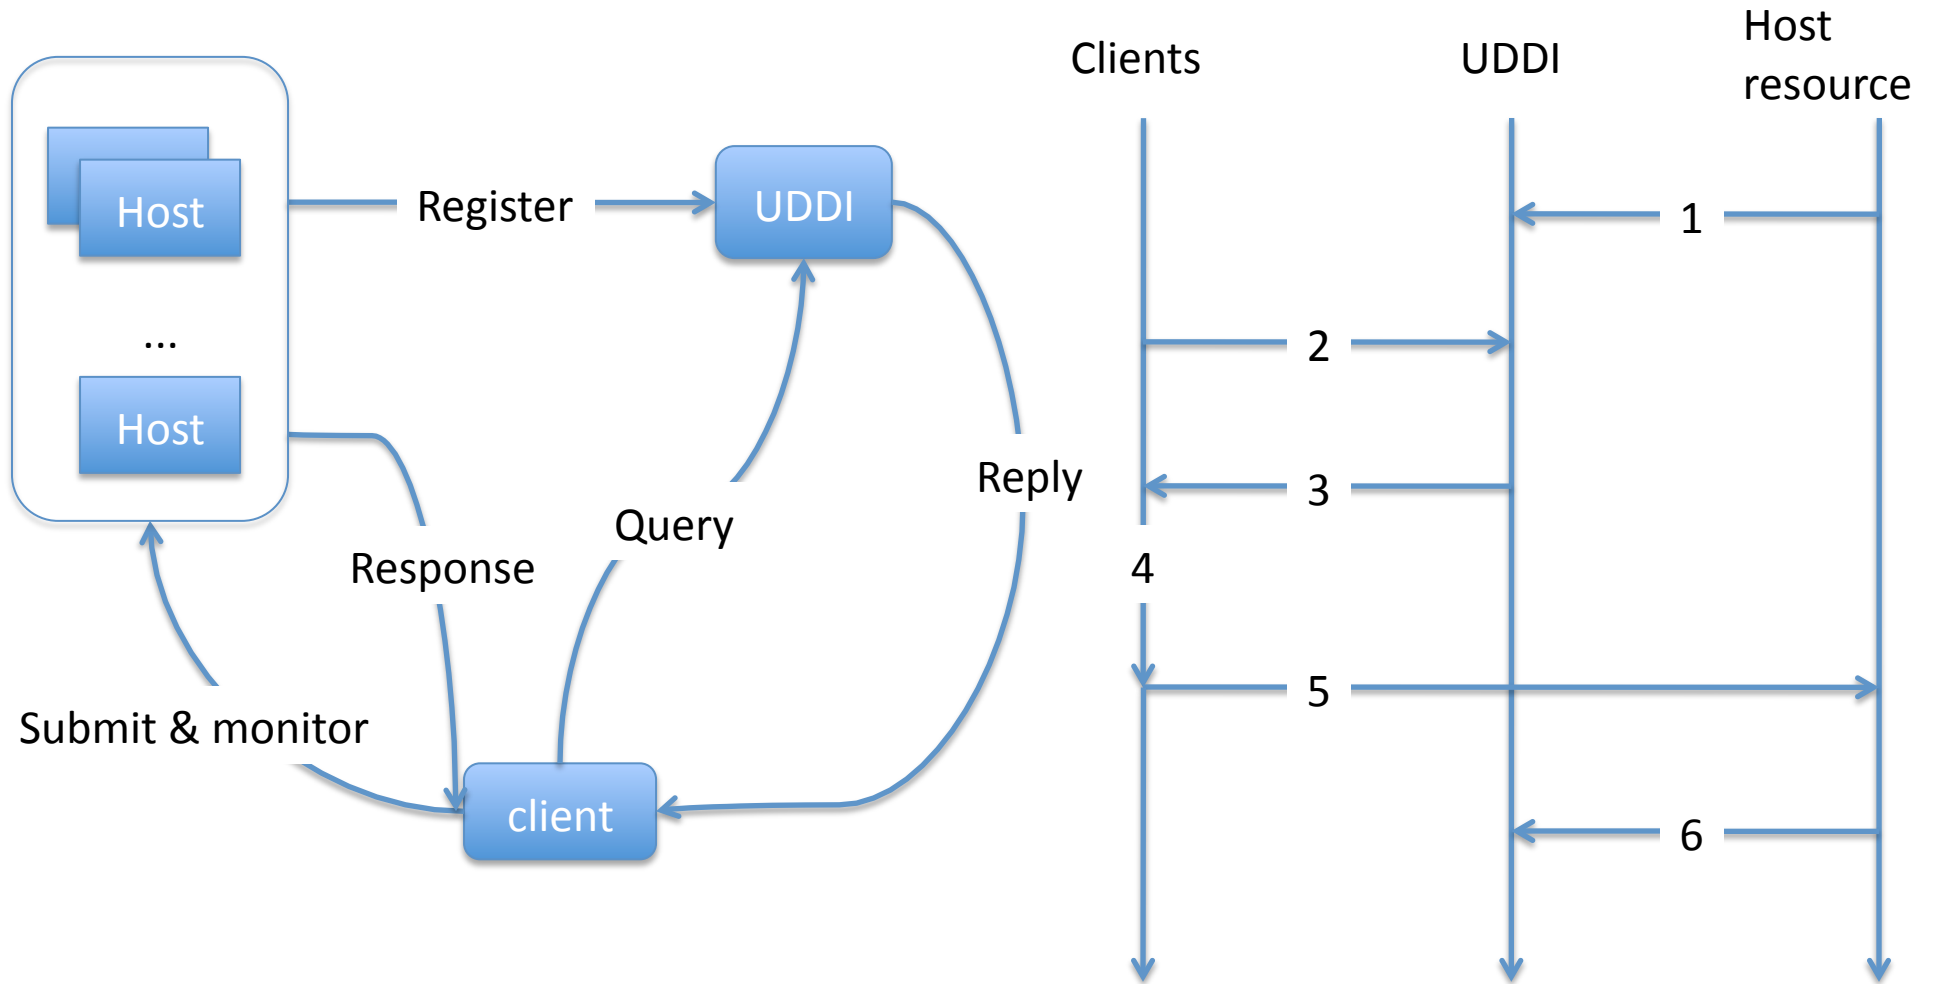 Host
...
Host
Register
UDDI
Response
Query
Reply
Submit & monitor
client
Clients
UDDI
Host
resource
1
2
3
4
5
6